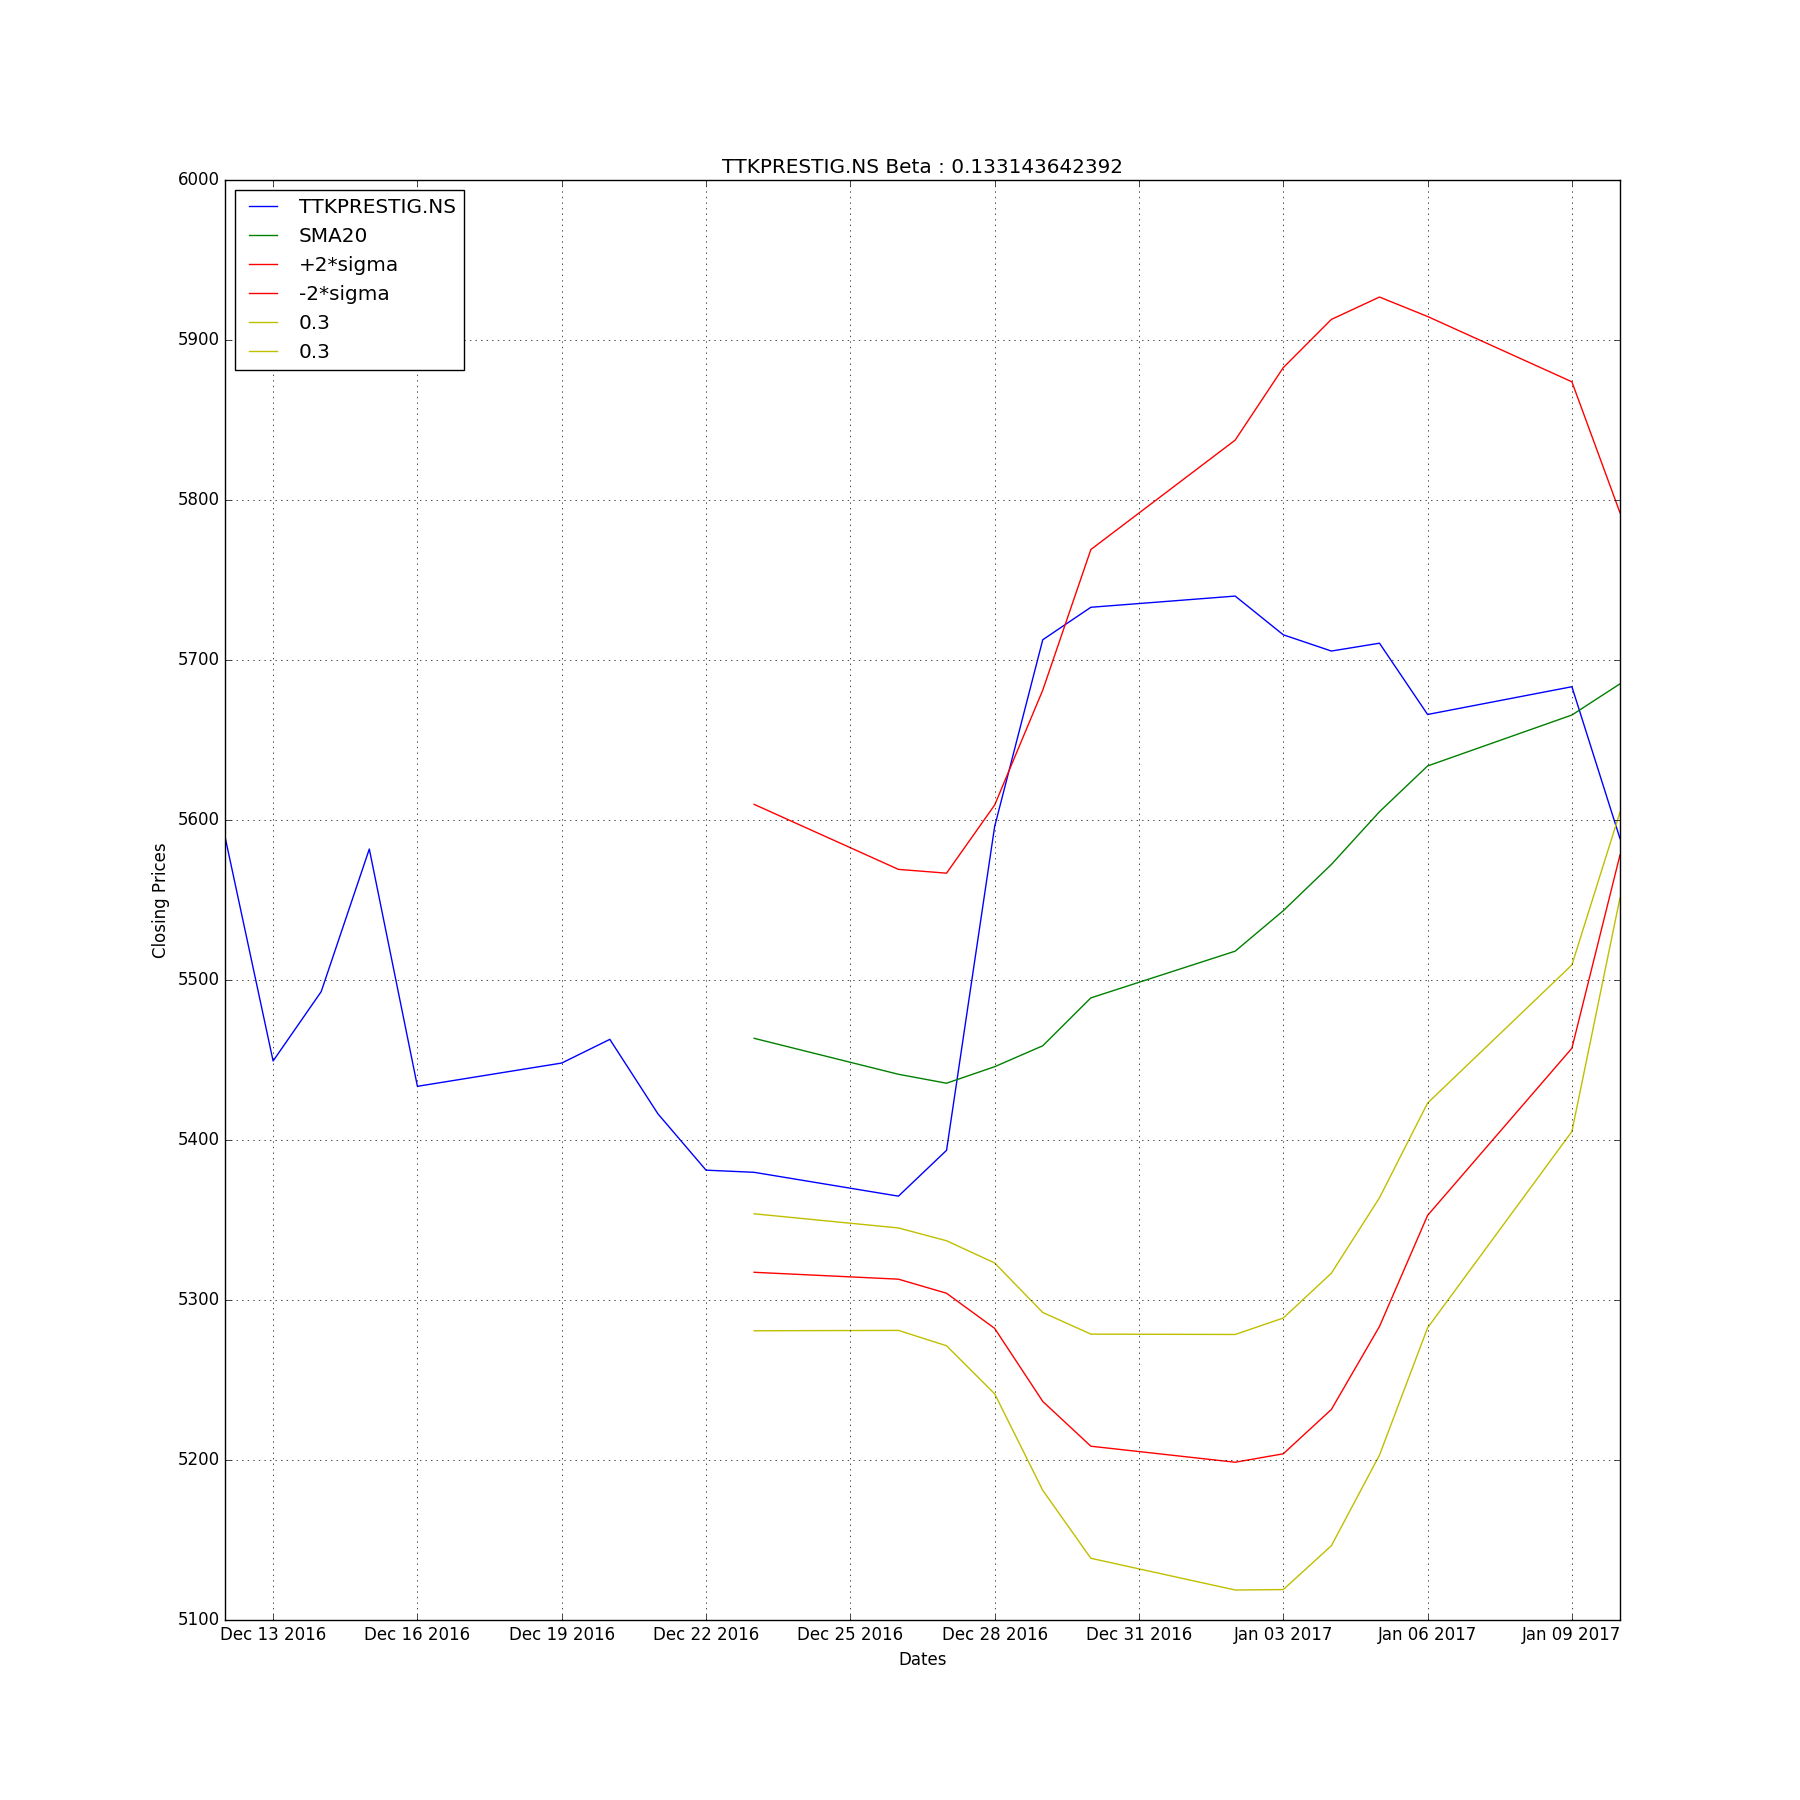 TTKPRESTIG.NS Beta : 0.133143642392
6000
5900
5800
5700
5600
5500
5400
5300
5200
5100
Closing Prices
TTKPRESTIG.NS
SMA20
+2*sigma
-2*sigma
0.3
0.3
Dec 13 2016 Dec 16 2016 Dec 19 2016 Dec 22 2016 Dec 25 2016 Dec 28 2016 Dec 31 2016 Jan 03 2017 Jan 06 2017 Jan 09 2017
Dates